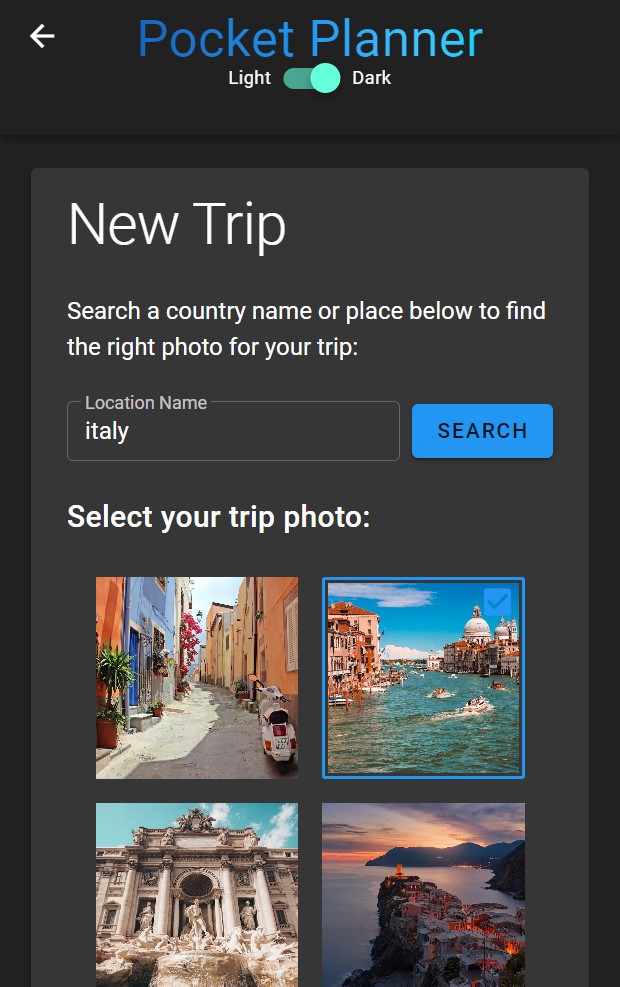 Pocket Planner
Light Dark
New Trip
Search a country name or place below to find
the right photo for your trip:
Location Name
italy
SEARCH
Select your trip photo: